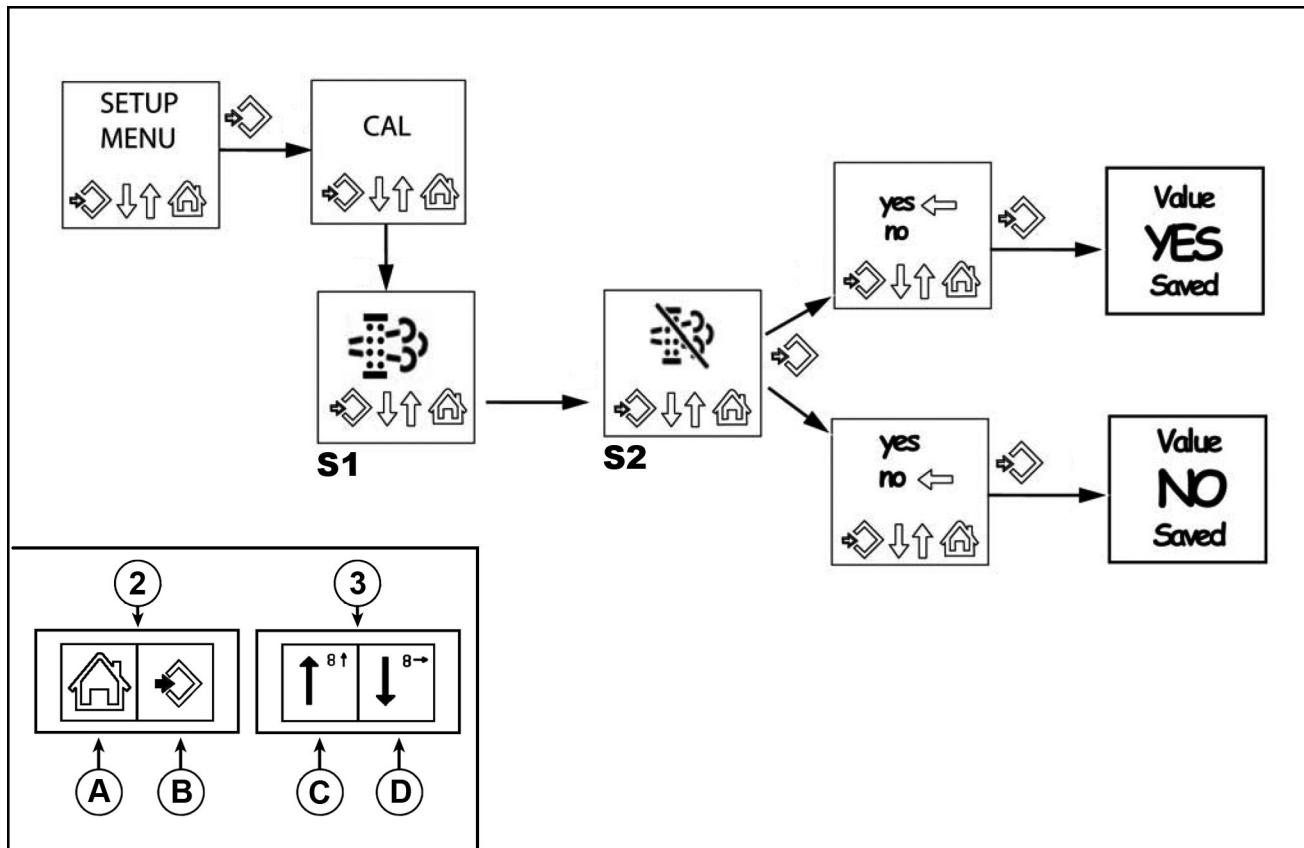 SETUP
MENU
CAL
yes
no
Value
YES
Saved
S1
S2
yes
no
Value
NO
Saved
2
3
8
8
A
B
C
D